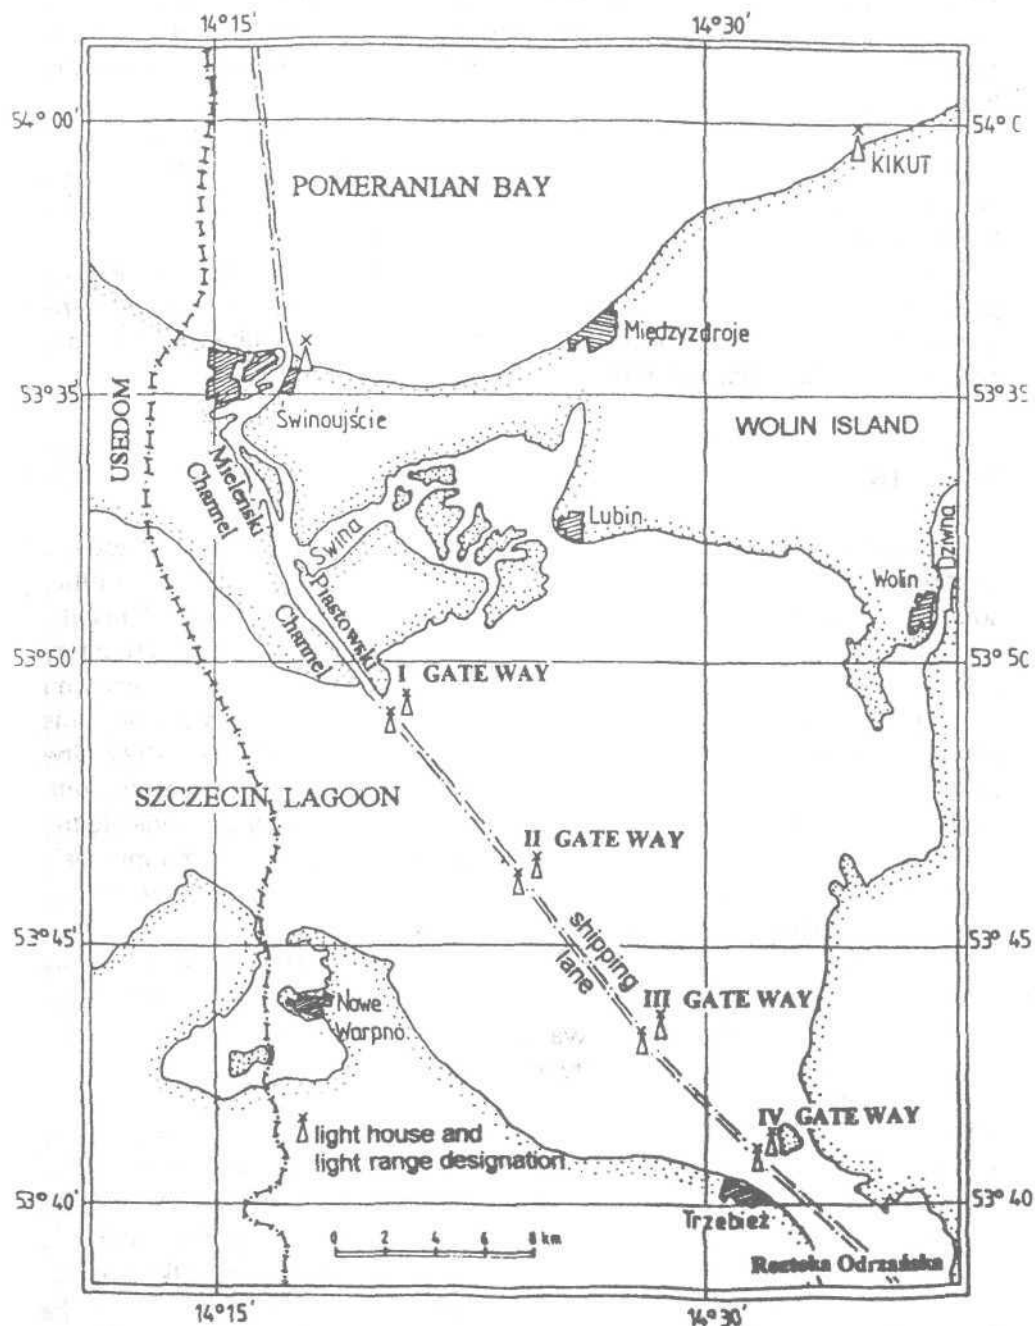 14°15'
14°30'
54°00'
54°0
KIKUT
POMERANIAN BAY
Międzyzdroje
53°35'
53°35
USEDOM
Świnoujście
WOLIN ISLAND
Mieleński
Channel
Świna
Lubin
Dziwna
Wolin
Piastowski
Channel
53°50'
53°50
I GATE WAY
SZCZECIN LAGOON
II GATE WAY
shipping
lane
53°45'
53°45
III GATE WAY
Nowe
Warpno
IV GATE WAY
light house and
light range designation
53°40'
53°40
Trzebież
0 2 4 6 8 km
Roztoka Odrzańska
14°15'
14°30'